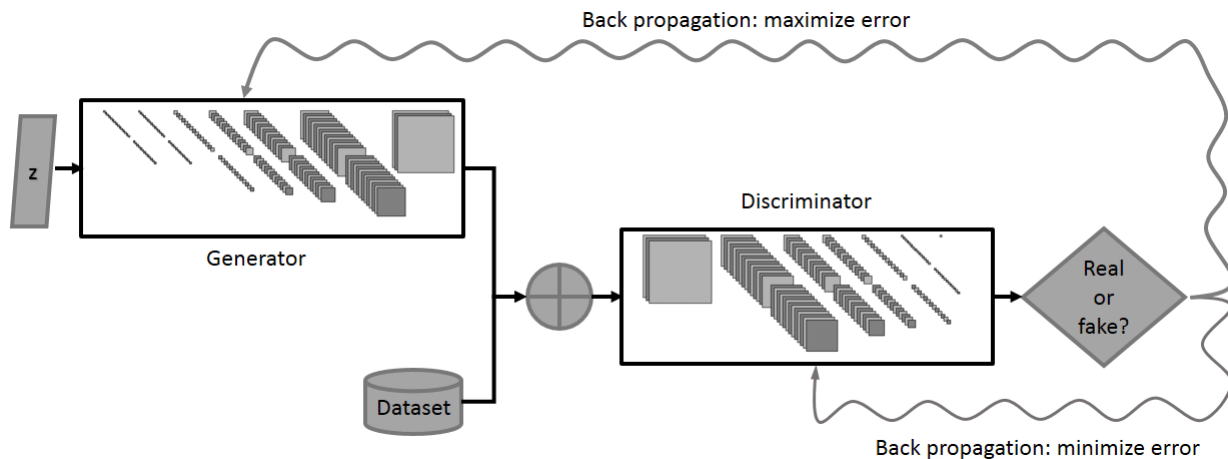 Back propagation: maximize error
z
Generator
Discriminator
Real
or
fake?
Dataset
Back propagation: minimize error